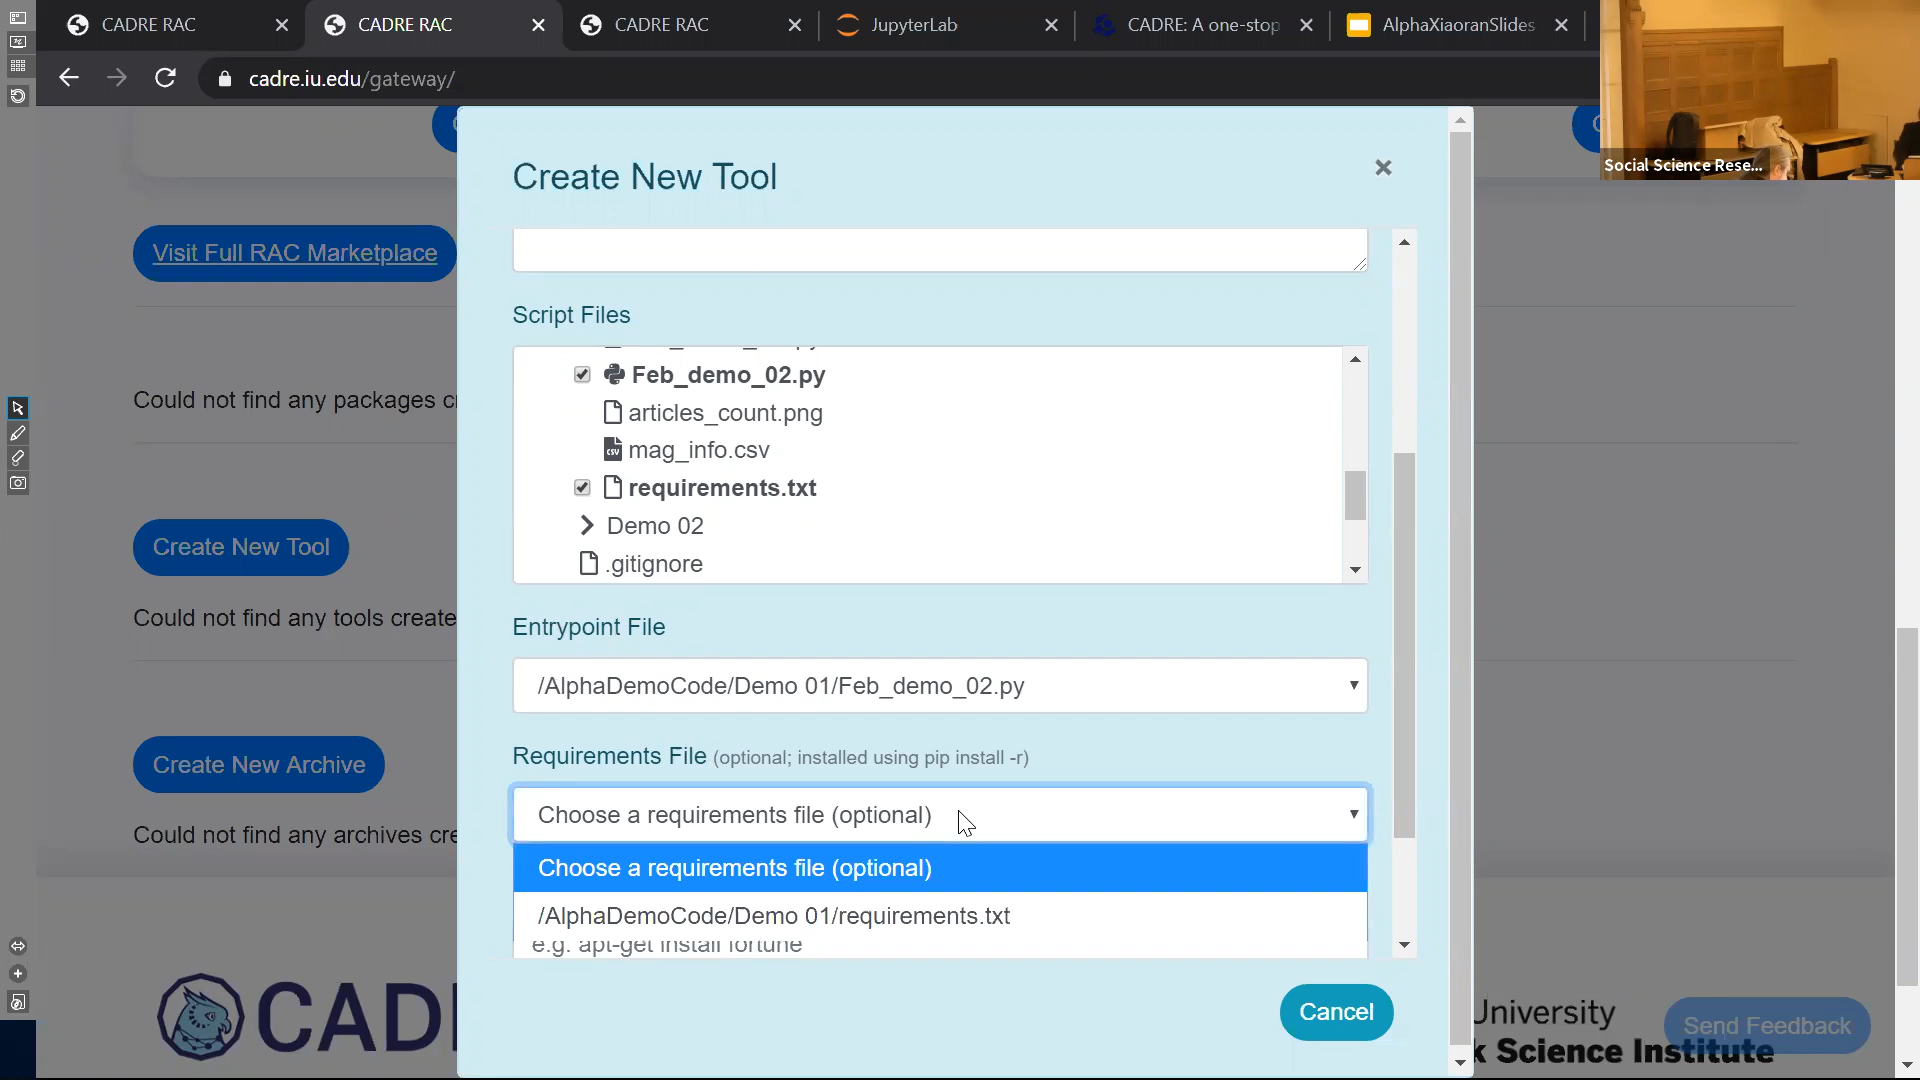 CADRE RAC
CADRE RAC
CADRE RAC
JupyterLab
CADRE: A one-stop
AlphaXiaoranSlides
cadre.iu.edu/gateway/
Social Science Rese...
Create New Tool
Visit Full RAC Marketplace
Script Files
Feb_demo_02.py
articles_count.png
CSV
mag_info.csv
Could not find any packages
requirements.txt
Demo 02
Create New Tool
.gitignore
Could not find any tools create
Entrypoint File
/AlphaDemoCode/Demo 01/Feb_demo_02.py
Requirements File (optional; installed using pip install -r)
Create New Archive
Choose a requirements file (optional)
Could not find any archives
Choose a requirements file (optional)
/AlphaDemoCode/Demo 01/requirements.txt
e.g. apt-get install fortune
Cancel
CAD
University
Send Feedback
k Science Institute